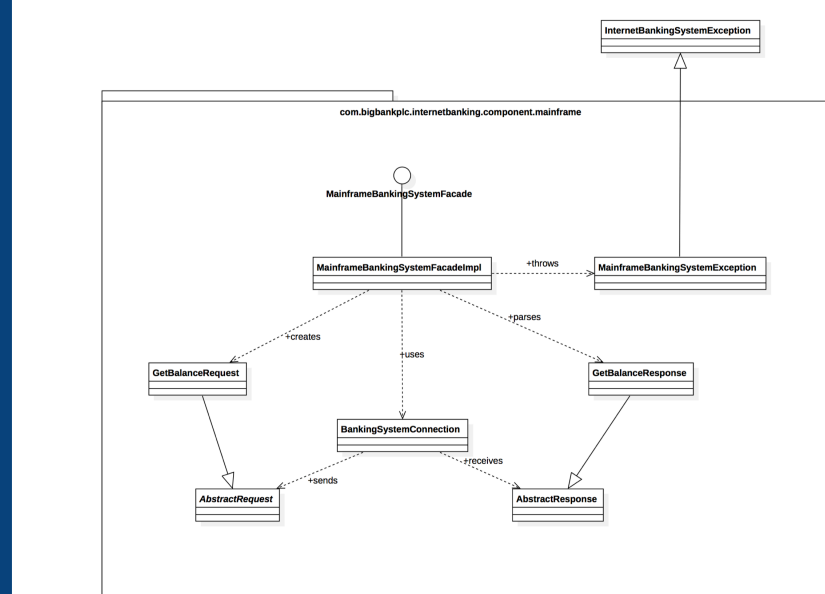 InternetBankingSystemException
com.bigbankplc.internetbanking.component.mainframe
MainframeBankingSystemFacade
MainframeBankingSystemFacadeImpl
+throws
MainframeBankingSystemException
+creates
+uses
+parses
GetBalanceRequest
GetBalanceResponse
BankingSystemConnection
+sends
+receives
AbstractRequest
AbstractResponse